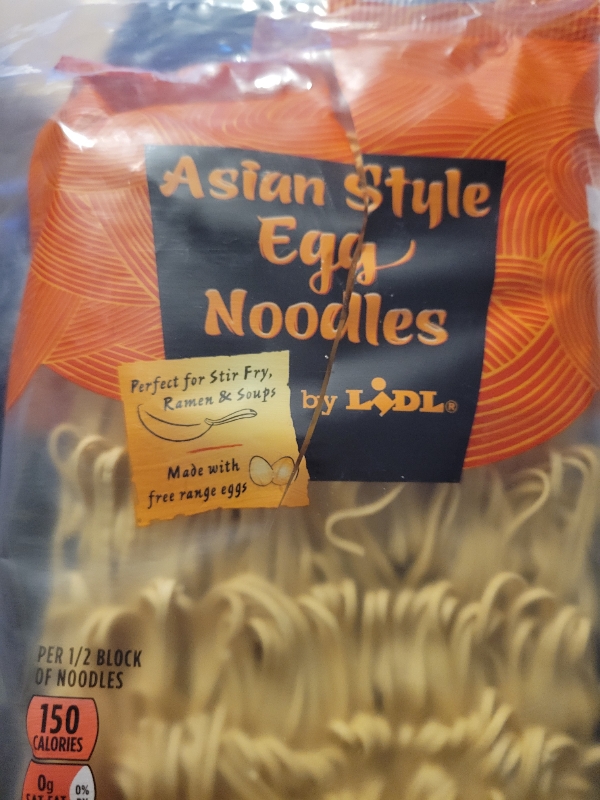 Asian Style
Egg
Noodles
by LIDL®
Perfect for Stir Fry,
Ramen & Soups
Made with
free range eggs
PER 1/2 BLOCK
OF NOODLES
150
CALORIES
0g
0%